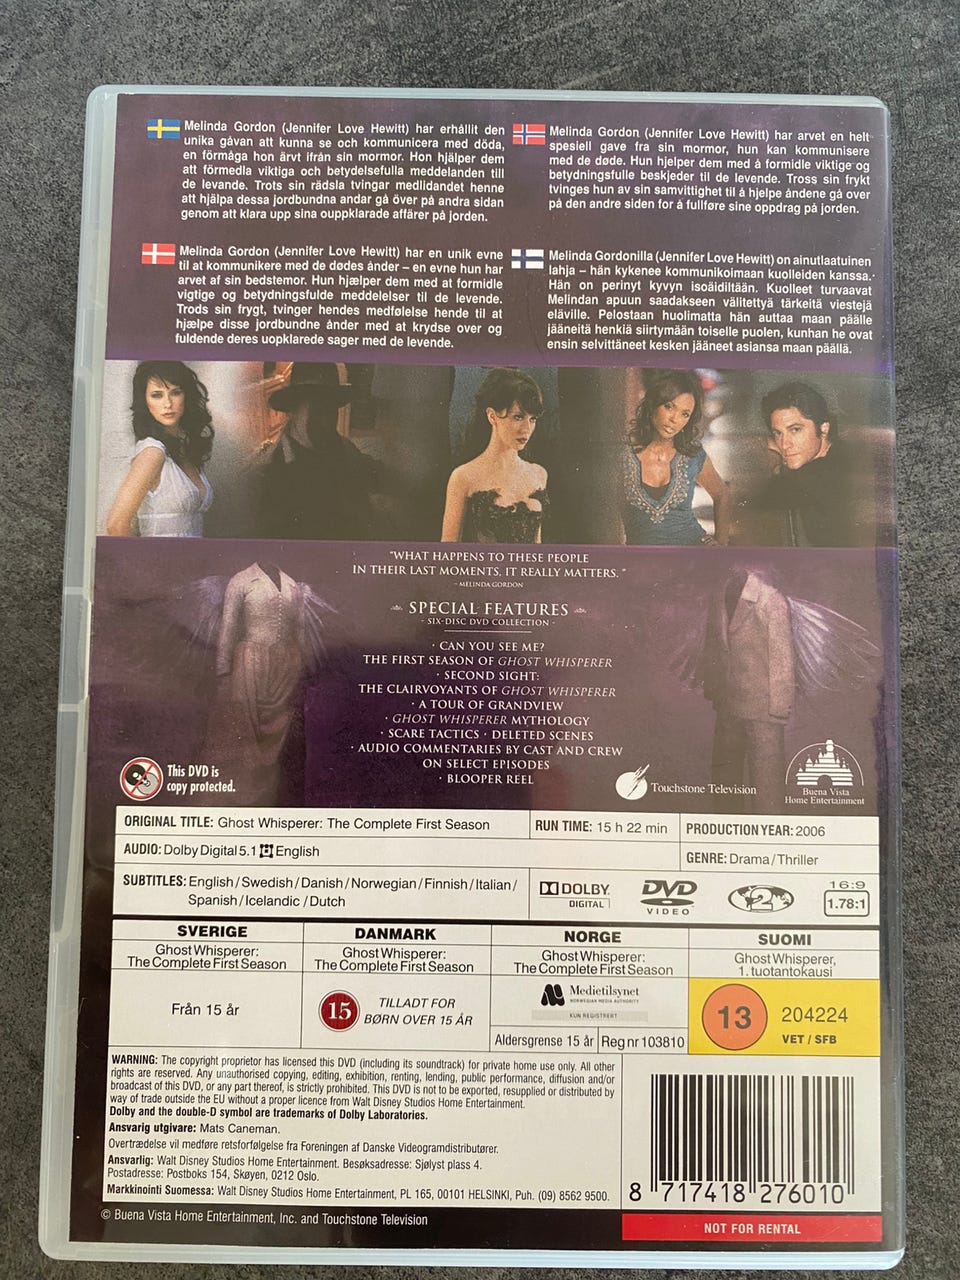 Melinda Gordon (Jennifer Love Hewitt) har erhållit den
unika gåvan att kunna se och kommunicera med döda,
en förmåga hon ärvt ifrån sin mormor. Hon hjälper dem
att förmedla viktiga och betydelsefulla meddelanden till
de levande. Trots sin rädsla tvingar medlidandet henne
att hjälpa dessa jordbundna andar gå över på andra sidan
genom att klara upp sina ouppklarade affärer på jorden.
Melinda Gordon (Jennifer Love Hewitt) har arvet en helt
spesiell gave fra sin mormor, hun kan kommunisere
med de døde. Hun hjelper dem med å formidle viktige og
betydningsfulle beskjeder til de levende. Tross sin frykt
tvinges hun av sin samvittighet til å hjelpe åndene gå over
på den andre siden for å fullføre sine oppdrag på jorden.
Melinda Gordon (Jennifer Love Hewitt) har en unik evne
til at kommunikere med de dødes ånder – en evne hun har
arvet af sin bedstemor. Hun hjælper dem med at formidle
vigtige og betydningsfulde meddelelser til de levende.
Trods sin frygt, tvinger hendes medfølelse hende til at
hjælpe disse jordbundne ånder med at krydse over og
fuldende deres uopklarede sager med de levende.
Melinda Gordonilla (Jennifer Love Hewitt) on ainutlaatuinen
lahja – hän kykenee kommunikoimaan kuolleiden kanssa.
Hän on perinyt kyvyn isoäidiltään. Kuolleet turvaavat
Melindan apuun saadakseen välitettyä tärkeitä viestejä
eläville. Pelostaan huolimatta hän auttaa maan päälle
jääneitä henkiä siirtymään toiselle puolen, kunhan he ovat
ensin selvittäneet kesken jääneet asiansa maan päällä.
"WHAT HAPPENS TO THESE PEOPLE
IN THEIR LAST MOMENTS, IT REALLY MATTERS."
– MELINDA GORDON
SPECIAL FEATURES
- SIX-DISC DVD COLLECTION -
· CAN YOU SEE ME?
THE FIRST SEASON OF GHOST WHISPERER
· SECOND SIGHT:
THE CLAIRVOYANTS OF GHOST WHISPERER
· A TOUR OF GRANDVIEW
· GHOST WHISPERER MYTHOLOGY
· SCARE TACTICS · DELETED SCENES
· AUDIO COMMENTARIES BY CAST AND CREW
ON SELECT EPISODES
· BLOOPER REEL
This DVD is
copy protected.
Touchstone Television
Buena Vista
Home Entertainment
ORIGINAL TITLE: Ghost Whisperer: The Complete First Season
RUN TIME: 15 h 22 min
PRODUCTION YEAR: 2006
AUDIO: Dolby Digital 5.1 English
GENRE: Drama/Thriller
SUBTITLES: English/Swedish/Danish/Norwegian/Finnish/Italian/
Spanish/Icelandic/Dutch
DOLBY
DIGITAL
DVD
VIDEO
2
16:9
1.78:1
SVERIGE
Ghost Whisperer:
The Complete First Season
Från 15 år
DANMARK
Ghost Whisperer:
The Complete First Season
15
TILLADT FOR
BØRN OVER 15 ÅR
NORGE
Ghost Whisperer:
The Complete First Season
Medietilsynet
NORWEGIAN MEDIA AUTHORITY
KUN REGISTRERT
Aldersgrense 15 år
Reg nr 103810
SUOMI
Ghost Whisperer,
1. tuotantokausi
13
204224
VET / SFB
WARNING: The copyright proprietor has licensed this DVD (including its soundtrack) for private home use only. All other
rights are reserved. Any unauthorised copying, editing, exhibition, renting, lending, public performance, diffusion and/or
broadcast of this DVD, or any part thereof, is strictly prohibited. This DVD is not to be exported, resupplied or distributed by
way of trade outside the EU without a proper licence from Walt Disney Studios Home Entertainment.
Dolby and the double-D symbol are trademarks of Dolby Laboratories.
Ansvarig utgivare: Mats Caneman.
Overtrædelse vil medføre retsforfølgelse fra Foreningen af Danske Videogramdistributører.
Ansvarlig: Walt Disney Studios Home Entertainment. Besøksadresse: Sjølyst plass 4.
Postadresse: Postboks 154, Skøyen, 0212 Oslo.
Markkinointi Suomessa: Walt Disney Studios Home Entertainment, PL 165, 00101 HELSINKI, Puh. (09) 8562 9500.
8 717418 276010
© Buena Vista Home Entertainment, Inc. and Touchstone Television
NOT FOR RENTAL